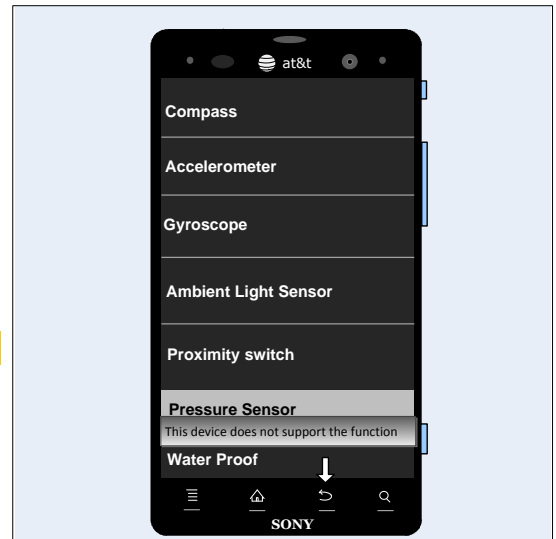 at&t
Compass
Accelerometer
Gyroscope
Ambient Light Sensor
Proximity switch
Pressure Sensor
This device does not support the function
Water Proof
SONY